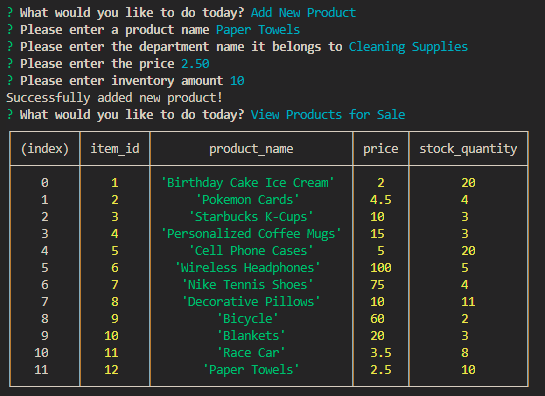 ? What would you like to do today? Add New Product
? Please enter a product name Paper Towels
? Please enter the department name it belongs to Cleaning Supplies
? Please enter the price 2.50
? Please enter inventory amount 10
Successfully added new product!
? What would you like to do today? View Products for Sale
(index) item_id product_name price stock_quantity
0 1 'Birthday Cake Ice Cream' 2 20
1 2 'Pokemon Cards' 4.5 4
2 3 'Starbucks K-Cups' 10 3
3 4 'Personalized Coffee Mugs' 15 3
4 5 'Cell Phone Cases' 5 20
5 6 'Wireless Headphones' 100 5
6 7 'Nike Tennis Shoes' 75 4
7 8 'Decorative Pillows' 10 11
8 9 'Bicycle' 60 2
9 10 'Blankets' 20 3
10 11 'Race Car' 3.5 8
11 12 'Paper Towels' 2.5 10